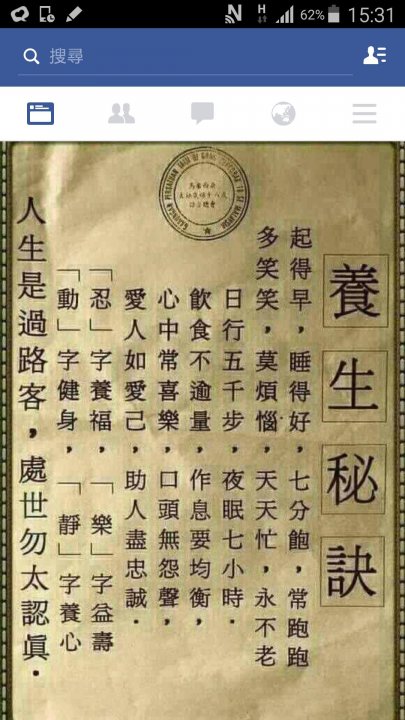 H 62% 15:31
搜尋
養生秘訣
起得早，睡得好，七分飽，常跑跑
多笑笑，莫煩惱，天天忙，永不老
日行五千步，夜眠七小時．
飲食不逾量，作息要均衡，
心中常喜樂，口頭無怨聲，
愛人如愛己，助人盡忠誠．
「忍」字養福，「樂」字益壽
「動」字健身，「靜」字養心
人生是過路客，處世勿太認眞．